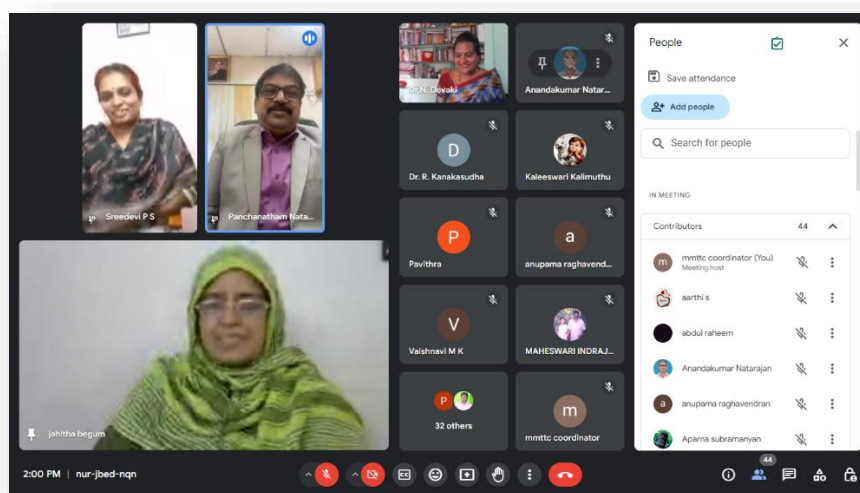 Sreedevi P S
Panchanatham Nata...
Dr.N. Devaki
Anandakumar Natar...
D
Dr. R. Kanakasudha
Kaleeswari Kalimuthu
P
Pavithra
a
anupama raghavend...
V
Vaishnavi M K
MAHESWARI INDRAJ...
P
32 others
m
mmttc coordinator
jahitha begum
2:00 PM | nur-jbed-nqn
CC
People
Save attendance
Add people
Search for people
IN MEETING
Contributors 44
m
mmttc coordinator (You)
Meeting host
aarthi s
abdul raheem
Anandakumar Natarajan
a
anupama raghavendran
Aparna subramanyan
44